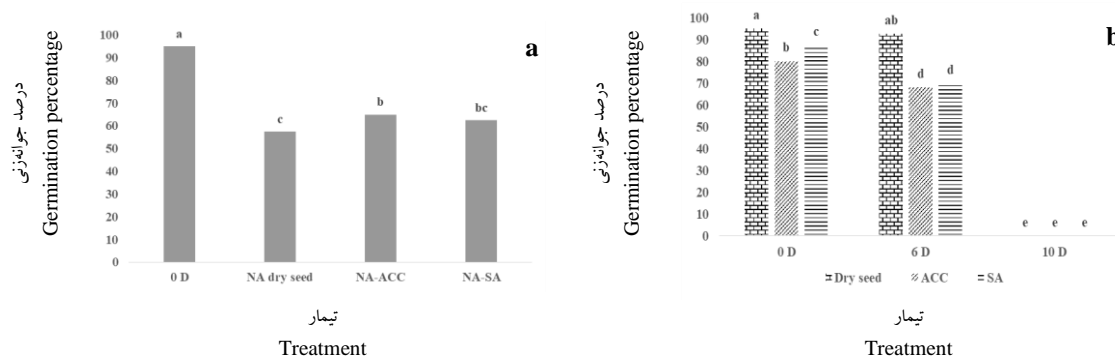 درصد جوانه‌زنی
Germination percentage
100
90
80
70
60
50
40
30
20
10
0
a
c
b
bc
a
0 D NA dry seed NA-ACC NA-SA
تیمار
Treatment
درصد جوانه‌زنی
Germination percentage
100
90
80
70
60
50
40
30
20
10
0
a
b
c
ab
d d
e e e
b
0 D 6 D 10 D
Dry seed ACC SA
تیمار
Treatment